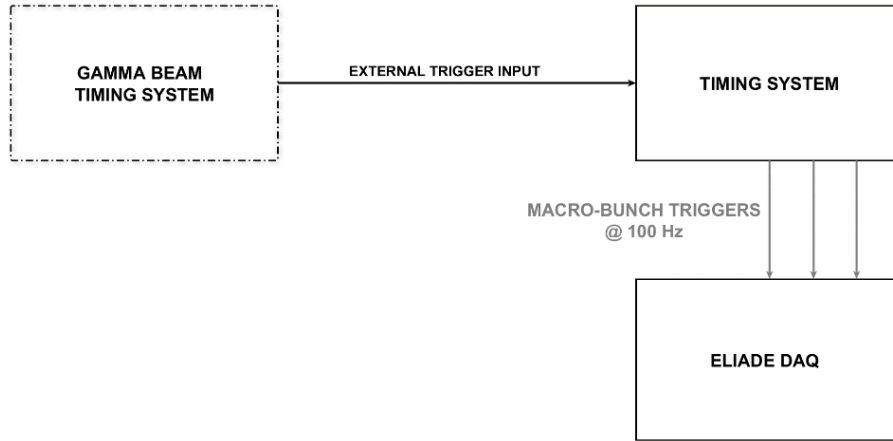 GAMMA BEAM
TIMING SYSTEM
EXTERNAL TRIGGER INPUT
TIMING SYSTEM
MACRO-BUNCH TRIGGERS
@ 100 Hz
ELIADE DAQ